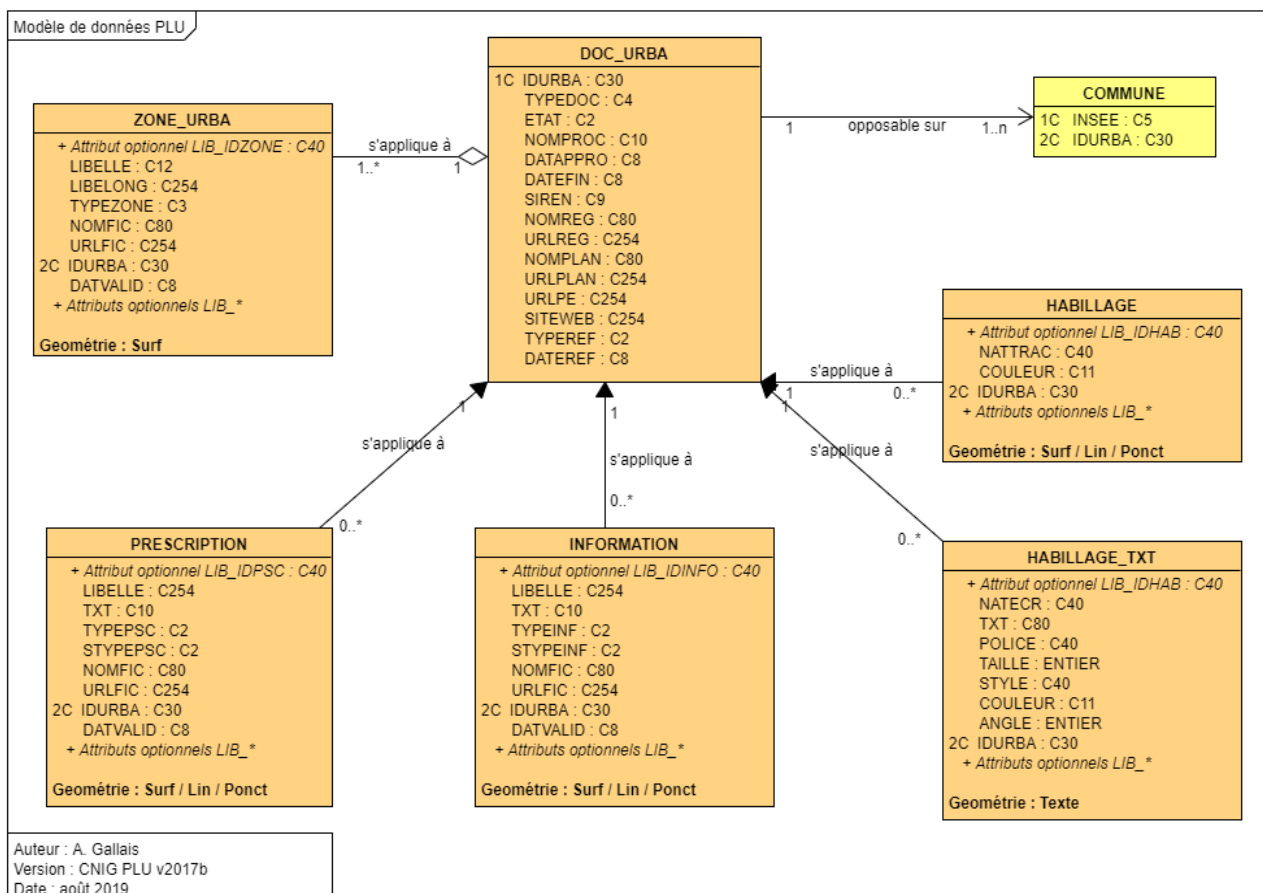 Modèle de données PLU
DOC_URBA
1C IDURBA : C30
TYPEDOC : C4
ETAT : C2
NOMPROC : C10
DATAPPRO : C8
DATEFIN : C8
SIREN : C9
NOMREG : C80
URLREG : C254
NOMPLAN : C80
URLPLAN : C254
URLPE : C254
SITEWEB : C254
TYPEREF : C2
DATEREF : C8
COMMUNE
1C INSEE : C5
2C IDURBA : C30
1
opposable sur
1..n
ZONE_URBA
+ Attribut optionnel LIB_IDZONE : C40
LIBELLE : C12
LIBELONG : C254
TYPEZONE : C3
NOMFIC : C80
URLFIC : C254
2C IDURBA : C30
DATVALID : C8
+ Attributs optionnels LIB_*
Geométrie : Surf
s'applique à
1..*
1
HABILLAGE
+ Attribut optionnel LIB_IDHAB : C40
NATTRAC : C40
COULEUR : C11
2C IDURBA : C30
+ Attributs optionnels LIB_*
Geométrie : Surf / Lin / Ponct
s'applique à
1
0..*
1
s'applique à
0..*
1
s'applique à
0..*
1
s'applique à
0..*
PRESCRIPTION
+ Attribut optionnel LIB_IDPSC : C40
LIBELLE : C254
TXT : C10
TYPEPSC : C2
STYPEPSC : C2
NOMFIC : C80
URLFIC : C254
2C IDURBA : C30
DATVALID : C8
+ Attributs optionnels LIB_*
Geométrie : Surf / Lin / Ponct
INFORMATION
+ Attribut optionnel LIB_IDINFO : C40
LIBELLE : C254
TXT : C10
TYPEINF : C2
STYPEINF : C2
NOMFIC : C80
URLFIC : C254
2C IDURBA : C30
DATVALID : C8
+ Attributs optionnels LIB_*
Geométrie : Surf / Lin / Ponct
HABILLAGE_TXT
+ Attribut optionnel LIB_IDHAB : C40
NATECR : C40
TXT : C80
POLICE : C40
TAILLE : ENTIER
STYLE : C40
COULEUR : C11
ANGLE : ENTIER
2C IDURBA : C30
+ Attributs optionnels LIB_*
Geométrie : Texte
Auteur : A. Gallais
Version : CNIG PLU v2017b
Date : août 2019